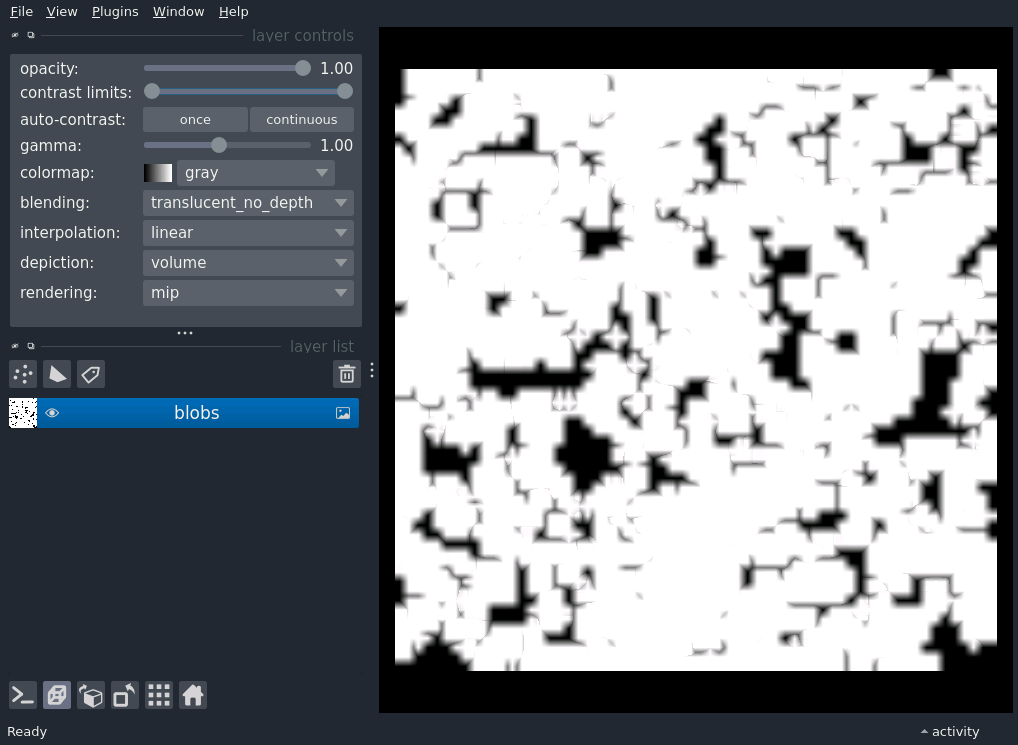 File View Plugins Window Help
layer controls
opacity: 1.00
contrast limits:
auto-contrast: once continuous
gamma: 1.00
colormap: gray
blending: translucent_no_depth
interpolation: linear
depiction: volume
rendering: mip
layer list
blobs
Ready
activity